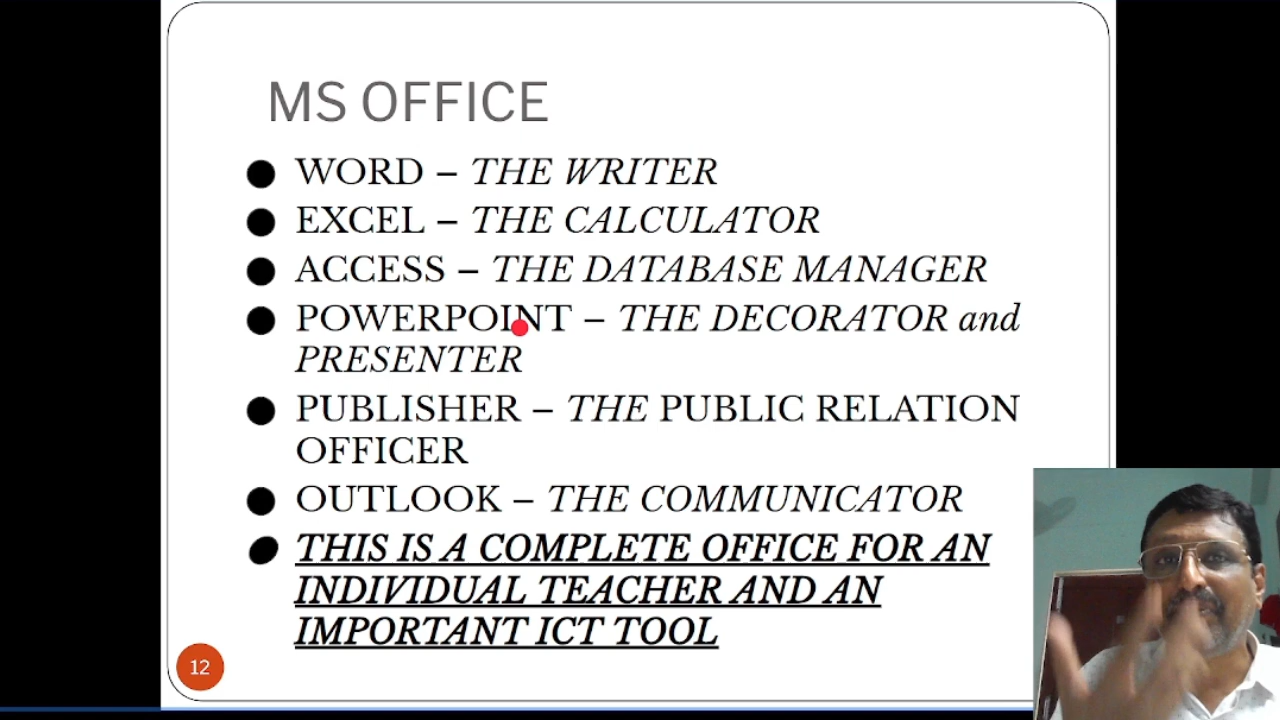 MS OFFICE
WORD – THE WRITER
EXCEL – THE CALCULATOR
ACCESS – THE DATABASE MANAGER
POWERPOINT – THE DECORATOR and
PRESENTER
PUBLISHER – THE PUBLIC RELATION
OFFICER
OUTLOOK – THE COMMUNICATOR
THIS IS A COMPLETE OFFICE FOR AN
INDIVIDUAL TEACHER AND AN
IMPORTANT ICT TOOL
12